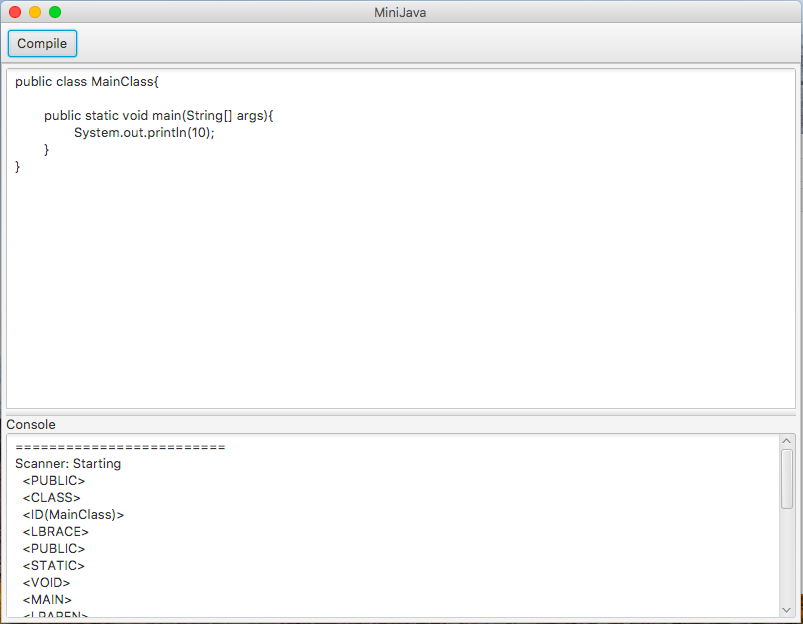 MiniJava
Compile
public class MainClass{
public static void main(String[] args){
System.out.println(10);
}
}
Console
=========================
Scanner: Starting
<PUBLIC>
<CLASS>
<ID(MainClass)>
<LBRACE>
<PUBLIC>
<STATIC>
<VOID>
<MAIN>
<LPAREN>